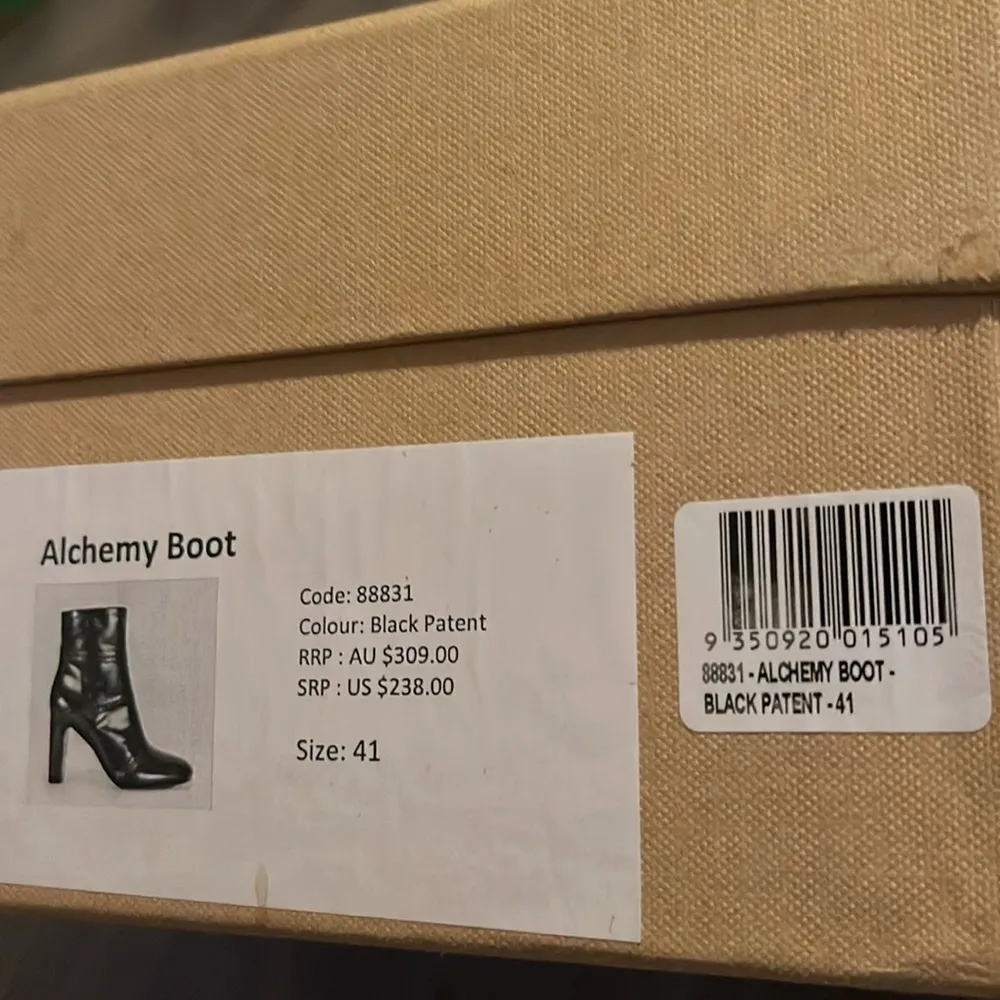 Alchemy Boot
Code: 88831
Colour: Black Patent
RRP : AU $309.00
SRP : US $238.00
Size: 41
9 350920 015105
88831 - ALCHEMY BOOT -
BLACK PATENT - 41